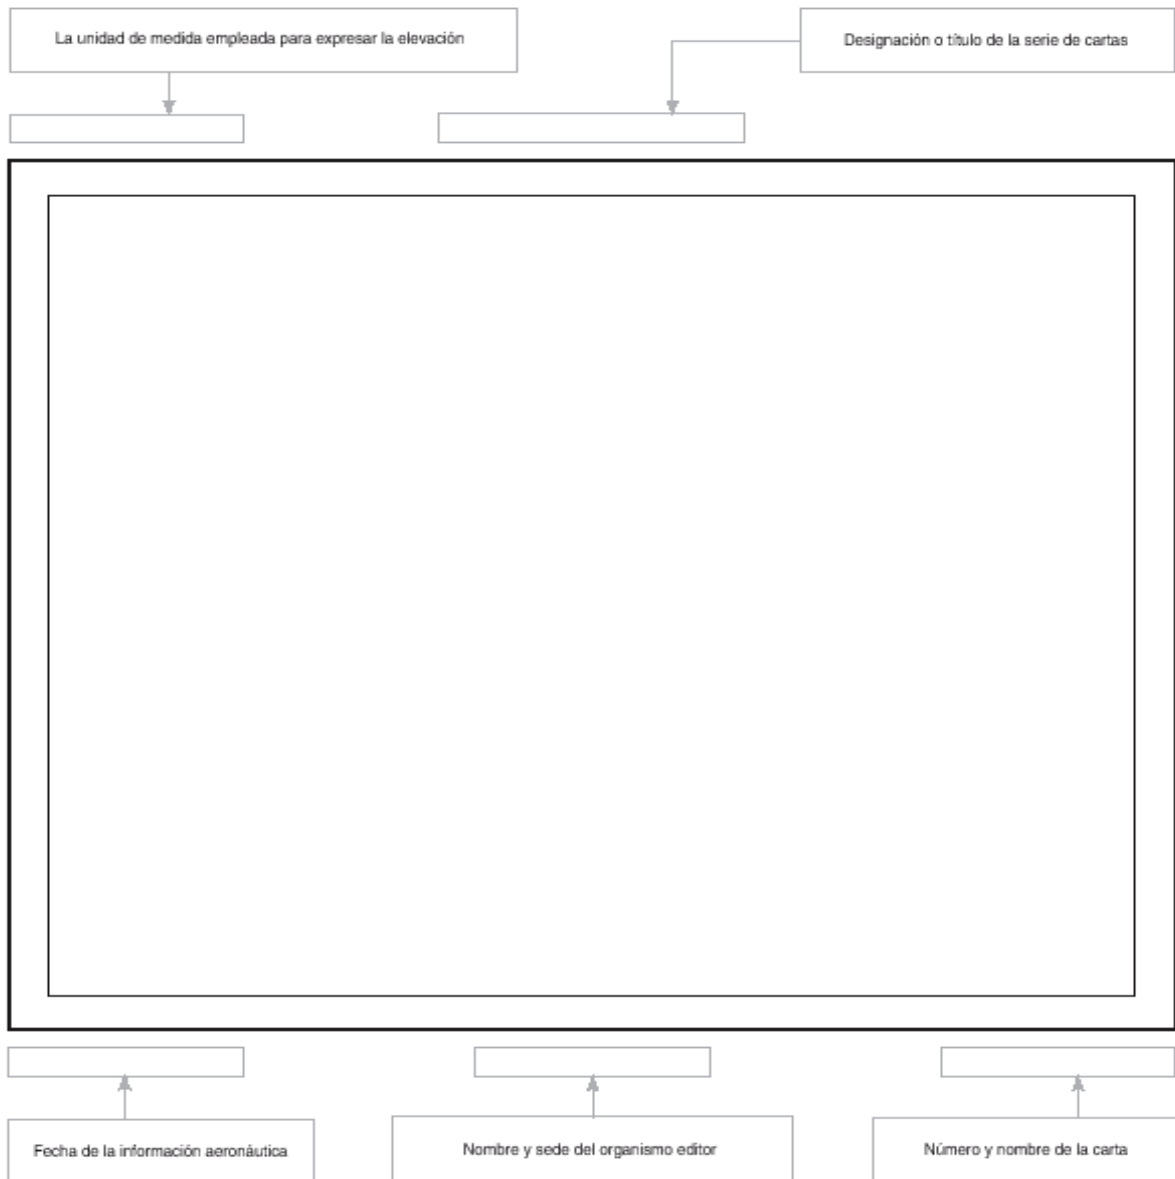 La unidad de medida empleada para expresar la elevación
Designación o título de la serie de cartas
Fecha de la información aeronáutica
Nombre y sede del organismo editor
Número y nombre de la carta